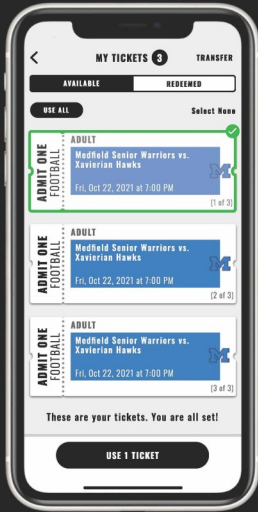 MY TICKETS 3
TRANSFER
AVAILABLE
REDEEMED
USE ALL
Select None
ADMIT ONE
FOOTBALL
ADULT
Medfield Senior Warriors vs.
Xavierian Hawks
Fri, Oct 22, 2021 at 7:00 PM
M
[1 of 3]
ADMIT ONE
FOOTBALL
ADULT
Medfield Senior Warriors vs.
Xavierian Hawks
Fri, Oct 22, 2021 at 7:00 PM
M
[2 of 3]
ADMIT ONE
FOOTBALL
ADULT
Medfield Senior Warriors vs.
Xavierian Hawks
Fri, Oct 22, 2021 at 7:00 PM
M
[3 of 3]
These are your tickets. You are all set!
USE 1 TICKET